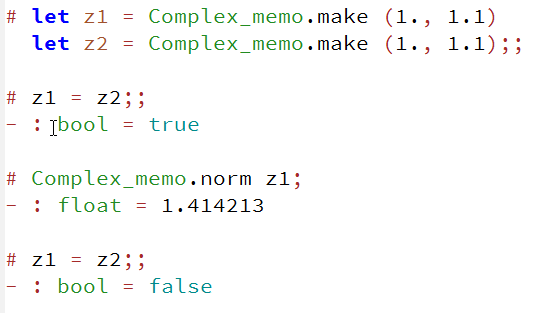 # let z1 = Complex_memo.make (1., 1.1)
let z2 = Complex_memo.make (1., 1.1);;
# z1 = z2;;
- : bool = true
# Complex_memo.norm z1;
- : float = 1.414213
# z1 = z2;;
- : bool = false